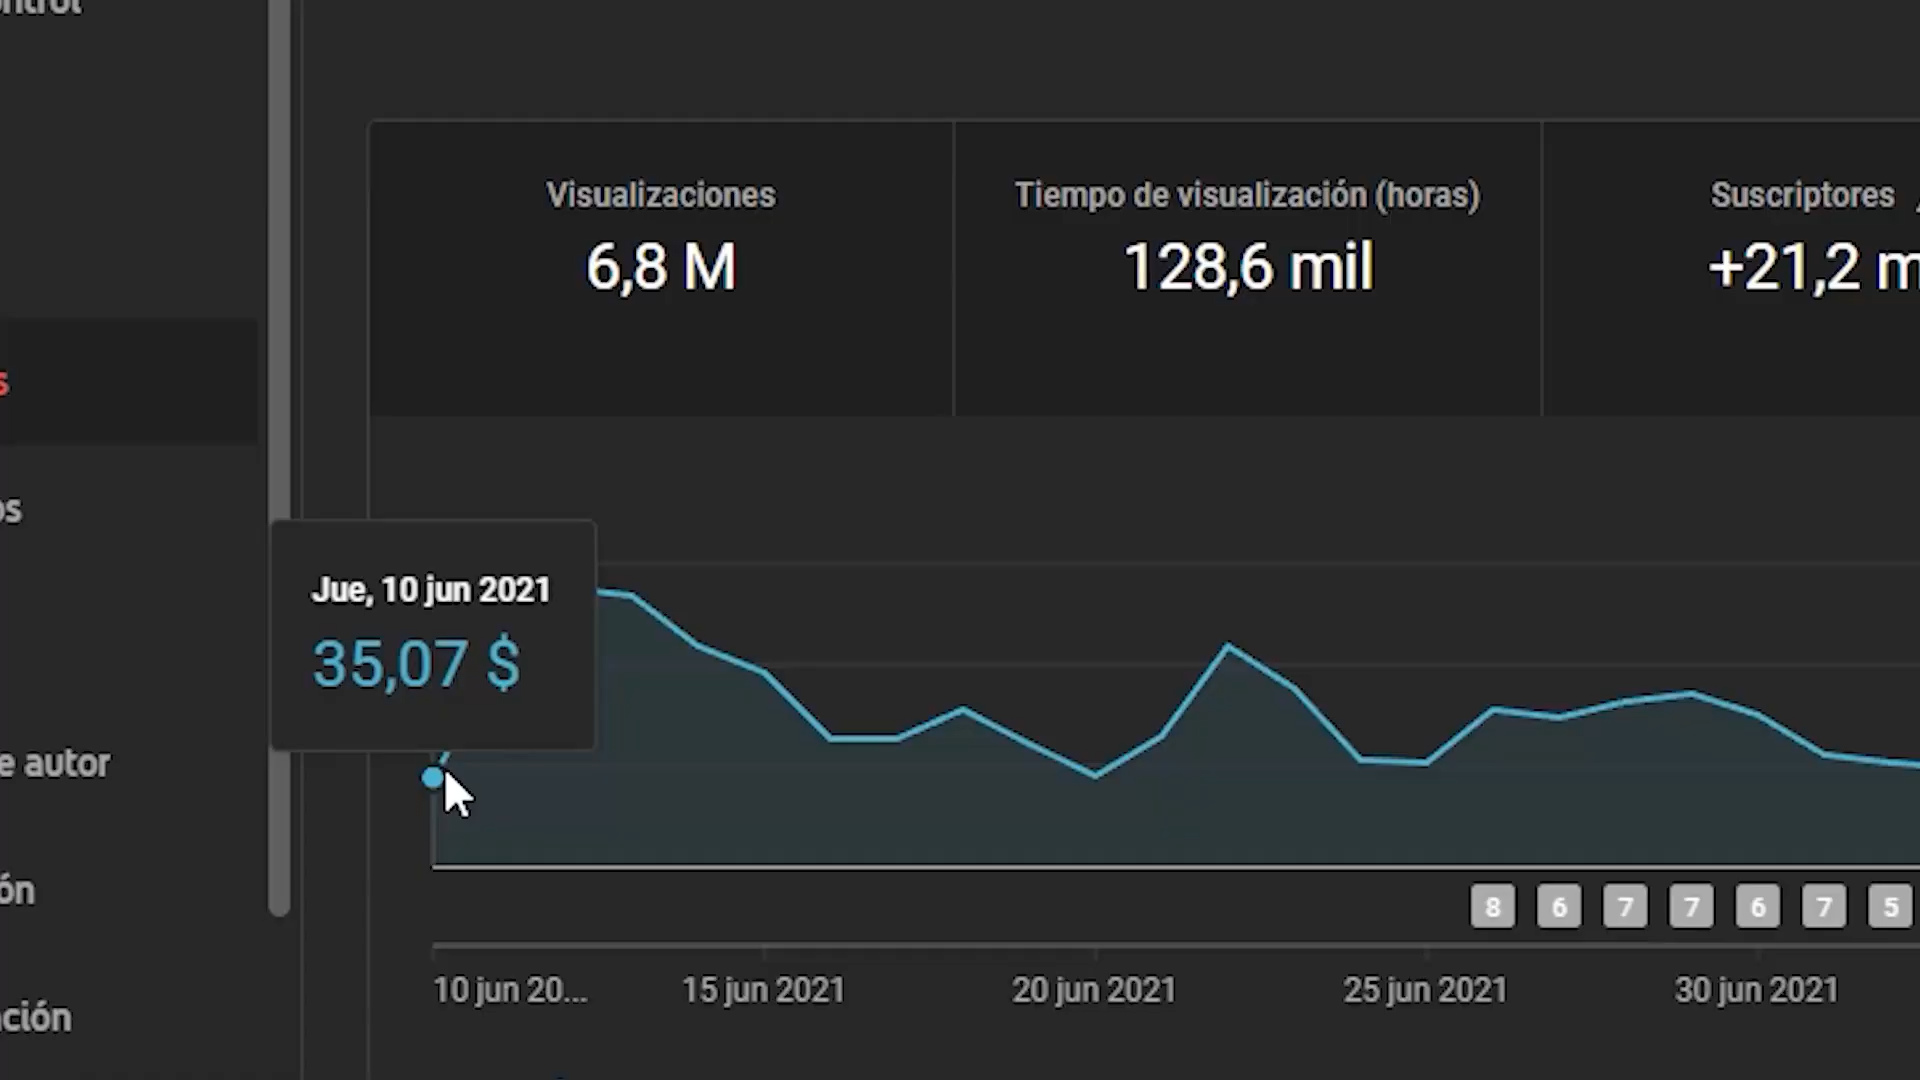 Visualizaciones
6,8 M
Tiempo de visualización (horas)
128,6 mil
Suscriptores
+21,2
os
Jue, 10 jun 2021
35,07 $
e autor
ón
ción
8 6 7 7 6 7 5
10 jun 20...
15 jun 2021
20 jun 2021
25 jun 2021
30 jun 2021